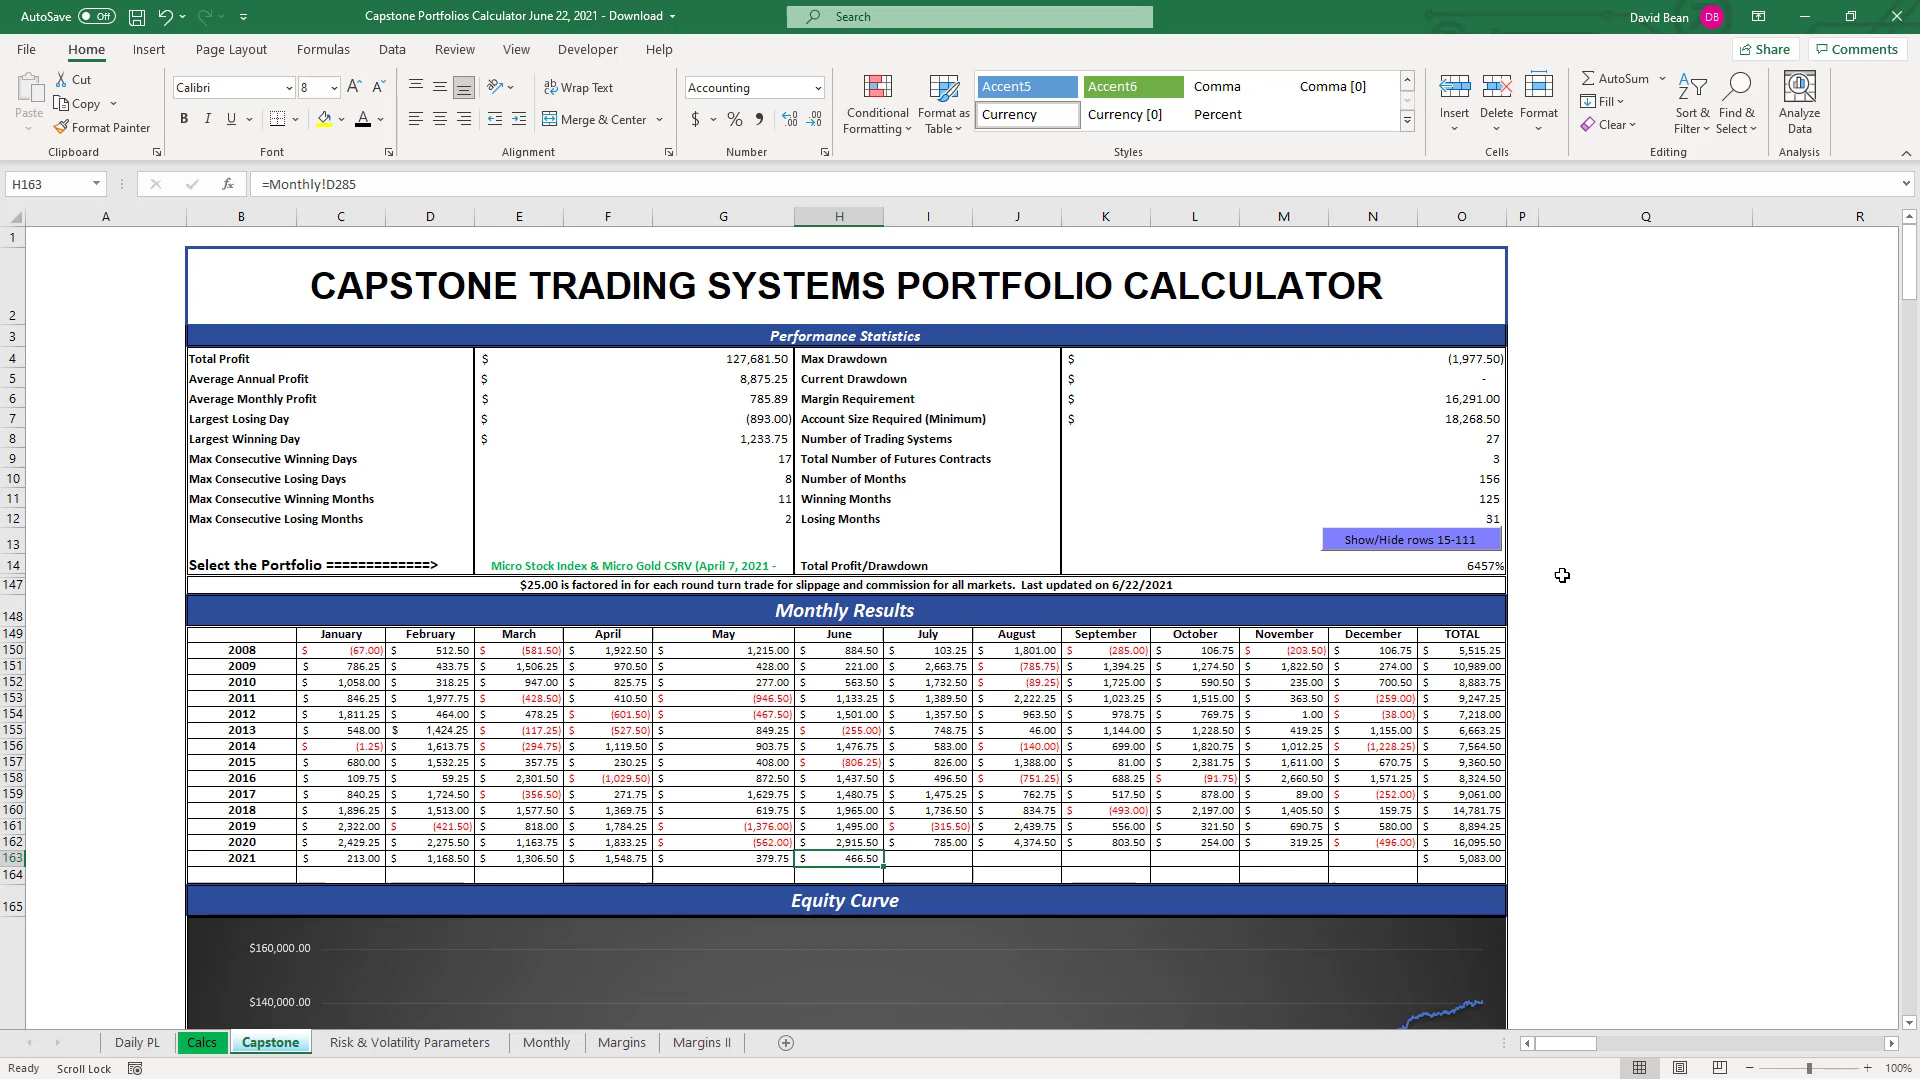 AutoSave Off Capstone Portfolios Calculator June 22, 2021 - Download Search David Bean DB
File Home Insert Page Layout Formulas Data Review View Developer Help Share Comments
Paste Cut Copy Format Painter Clipboard
Calibri 8 A A B I U A Font
Wrap Text Merge & Center Alignment
Accounting $ % 9 Number
Conditional Formatting Format as Table
Accent5 Accent6 Comma Comma [0]
Currency Currency [0] Percent
Styles
Insert Delete Format Cells
AutoSum Fill Clear Sort & Filter Find & Select Editing
Analyze Data Analysis
H163 fx =Monthly!D285
A B C D E F G H I J K L M N O P Q R
1
2 CAPSTONE TRADING SYSTEMS PORTFOLIO CALCULATOR
3 Performance Statistics
4 Total Profit $ 127,681.50 Max Drawdown $ (1,977.50)
5 Average Annual Profit $ 8,875.25 Current Drawdown $ -
6 Average Monthly Profit $ 785.89 Margin Requirement $ 16,291.00
7 Largest Losing Day $ (893.00) Account Size Required (Minimum) $ 18,268.50
8 Largest Winning Day $ 1,233.75 Number of Trading Systems 27
9 Max Consecutive Winning Days 17 Total Number of Futures Contracts 3
10 Max Consecutive Losing Days 8 Number of Months 156
11 Max Consecutive Winning Months 11 Winning Months 125
12 Max Consecutive Losing Months 2 Losing Months 31
13 Show/Hide rows 15-111
14 Select the Portfolio =============> Micro Stock Index & Micro Gold CSRV (April 7, 2021 - Total Profit/Drawdown 6457%
147 $25.00 is factored in for each round turn trade for slippage and commission for all markets. Last updated on 6/22/2021
148 Monthly Results
149 January February March April May June July August September October November December TOTAL
150 2008 $ (67.00) $ 512.50 $ (581.50) $ 1,922.50 $ 1,215.00 $ 884.50 $ 103.25 $ 1,801.00 $ (285.00) $ 106.75 $ (203.50) $ 106.75 $ 5,515.25
151 2009 $ 786.25 $ 433.75 $ 1,506.25 $ 970.50 $ 428.00 $ 221.00 $ 2,663.75 $ (785.75) $ 1,394.25 $ 1,274.50 $ 1,822.50 $ 274.00 $ 10,989.00
152 2010 $ 1,058.00 $ 318.25 $ 947.00 $ 825.75 $ 277.00 $ 563.50 $ 1,732.50 $ (89.25) $ 1,725.00 $ 590.50 $ 235.00 $ 700.50 $ 8,883.75
153 2011 $ 846.25 $ 1,977.75 $ (428.50) $ 410.50 $ (946.50) $ 1,133.25 $ 1,389.50 $ 2,222.25 $ 1,023.25 $ 1,515.00 $ 363.50 $ (259.00) $ 9,247.25
154 2012 $ 1,811.25 $ 464.00 $ 478.25 $ (601.50) $ (467.50) $ 1,501.00 $ 1,357.50 $ 963.50 $ 978.75 $ 769.75 $ 1.00 $ (38.00) $ 7,218.00
155 2013 $ 548.00 $ 1,424.25 $ (117.25) $ (527.50) $ 849.25 $ (255.00) $ 748.75 $ 46.00 $ 1,144.00 $ 1,228.50 $ 419.25 $ 1,155.00 $ 6,663.25
156 2014 $ (1.25) $ 1,613.75 $ (294.75) $ 1,119.50 $ 903.75 $ 1,476.75 $ 583.00 $ (140.00) $ 699.00 $ 1,820.75 $ 1,012.25 $ (1,228.25) $ 7,564.50
157 2015 $ 680.00 $ 1,532.25 $ 357.75 $ 230.25 $ 408.00 $ (806.25) $ 826.00 $ 1,388.00 $ 81.00 $ 2,381.75 $ 1,611.00 $ 670.75 $ 9,360.50
158 2016 $ 109.75 $ 59.25 $ 2,301.50 $ (1,029.50) $ 872.50 $ 1,437.50 $ 496.50 $ (751.25) $ 688.25 $ (91.75) $ 2,660.50 $ 1,571.25 $ 8,324.50
159 2017 $ 840.25 $ 1,724.50 $ (356.50) $ 271.75 $ 1,629.75 $ 1,480.75 $ 1,475.25 $ 762.75 $ 517.50 $ 878.00 $ 89.00 $ (252.00) $ 9,061.00
160 2018 $ 1,896.25 $ 1,513.00 $ 1,577.50 $ 1,369.75 $ 619.75 $ 1,965.00 $ 1,736.50 $ 834.75 $ (493.00) $ 2,197.00 $ 1,405.50 $ 159.75 $ 14,781.75
161 2019 $ 2,322.00 $ (421.50) $ 818.00 $ 1,784.25 $ (1,376.00) $ 1,495.00 $ (315.50) $ 2,439.75 $ 556.00 $ 321.50 $ 690.75 $ 580.00 $ 8,894.25
162 2020 $ 2,429.25 $ 2,275.50 $ 1,163.75 $ 1,833.25 $ (562.00) $ 2,915.50 $ 785.00 $ 4,374.50 $ 803.50 $ 254.00 $ 319.25 $ (496.00) $ 16,095.50
163 2021 $ 213.00 $ 1,168.50 $ 1,306.50 $ 1,548.75 $ 379.75 $ 466.50 $ 5,083.00
164
165 Equity Curve
$160,000.00
$140,000.00
Daily PL Calcs Capstone Risk & Volatility Parameters Monthly Margins Margins II
Ready Scroll Lock 100%